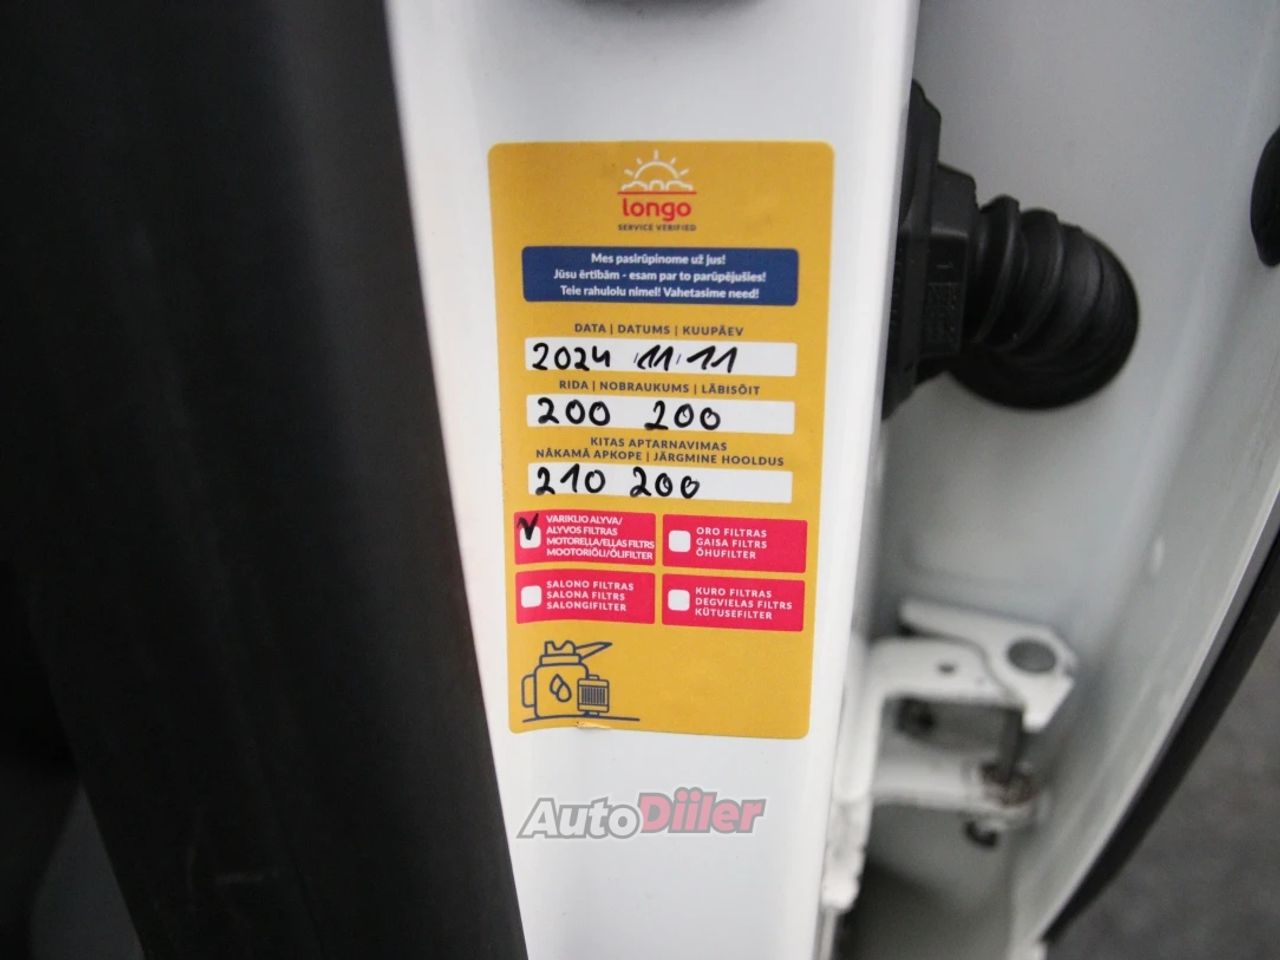 longo
SERVICE VERIFIED
Mes pasirūpinome už jus!
Jūsu ērtībām - esam par to parūpējušies!
Teie rahulolu nimel! Vahetasime need!
DATA | DATUMS | KUUPÄEV
2024 11 11
RIDA | NOBRAUKUMS | LÄBISÕIT
200 200
KITAS APTARNAVIMAS
NĀKAMĀ APKOPE | JÄRGMINE HOOLDUS
210 200
VARIKLIO ALYVA/
ALYVOS FILTRAS
MOTOREĻĻA/EĻĻAS FILTRS
MOOTORIÕLI/ÕLIFILTER
ORO FILTRAS
GAISA FILTRS
ÕHUFILTER
SALONO FILTRAS
SALONA FILTRS
SALONGIFILTER
KURO FILTRAS
DEGVIELAS FILTRS
KÜTUSEFILTER
AutoDiiler